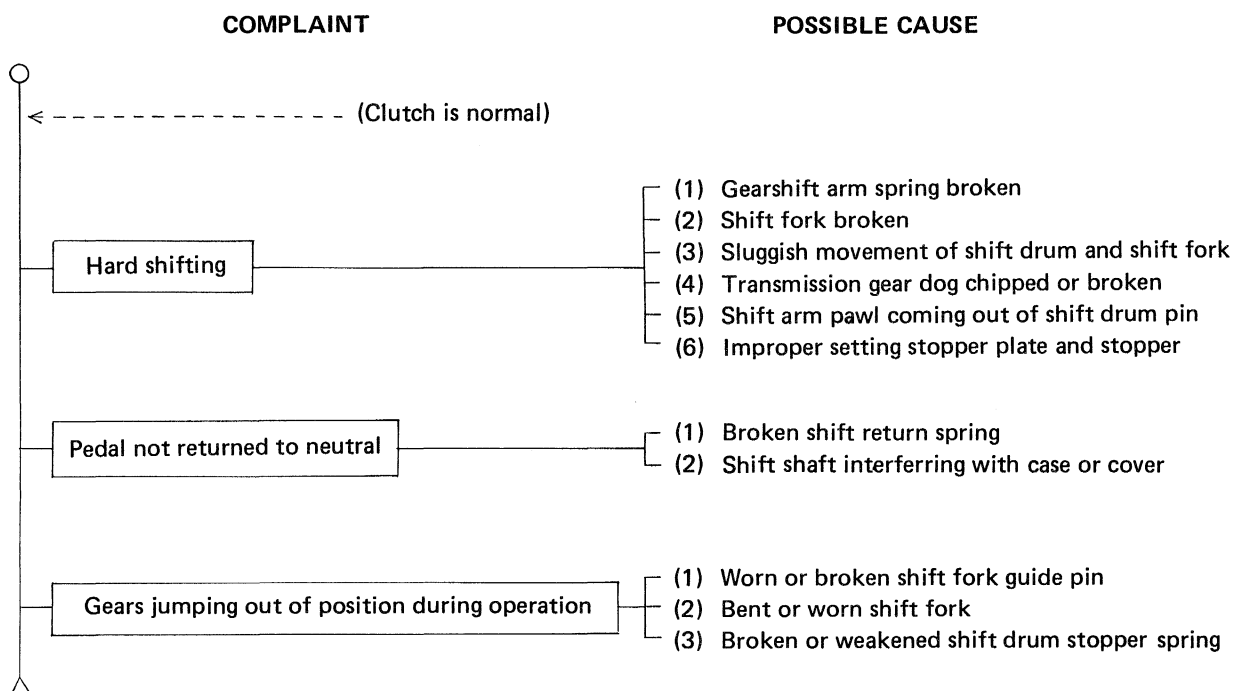 COMPLAINT
POSSIBLE CAUSE
(Clutch is normal)
Hard shifting
(1) Gearshift arm spring broken
(2) Shift fork broken
(3) Sluggish movement of shift drum and shift fork
(4) Transmission gear dog chipped or broken
(5) Shift arm pawl coming out of shift drum pin
(6) Improper setting stopper plate and stopper
Pedal not returned to neutral
(1) Broken shift return spring
(2) Shift shaft interferring with case or cover
Gears jumping out of position during operation
(1) Worn or broken shift fork guide pin
(2) Bent or worn shift fork
(3) Broken or weakened shift drum stopper spring